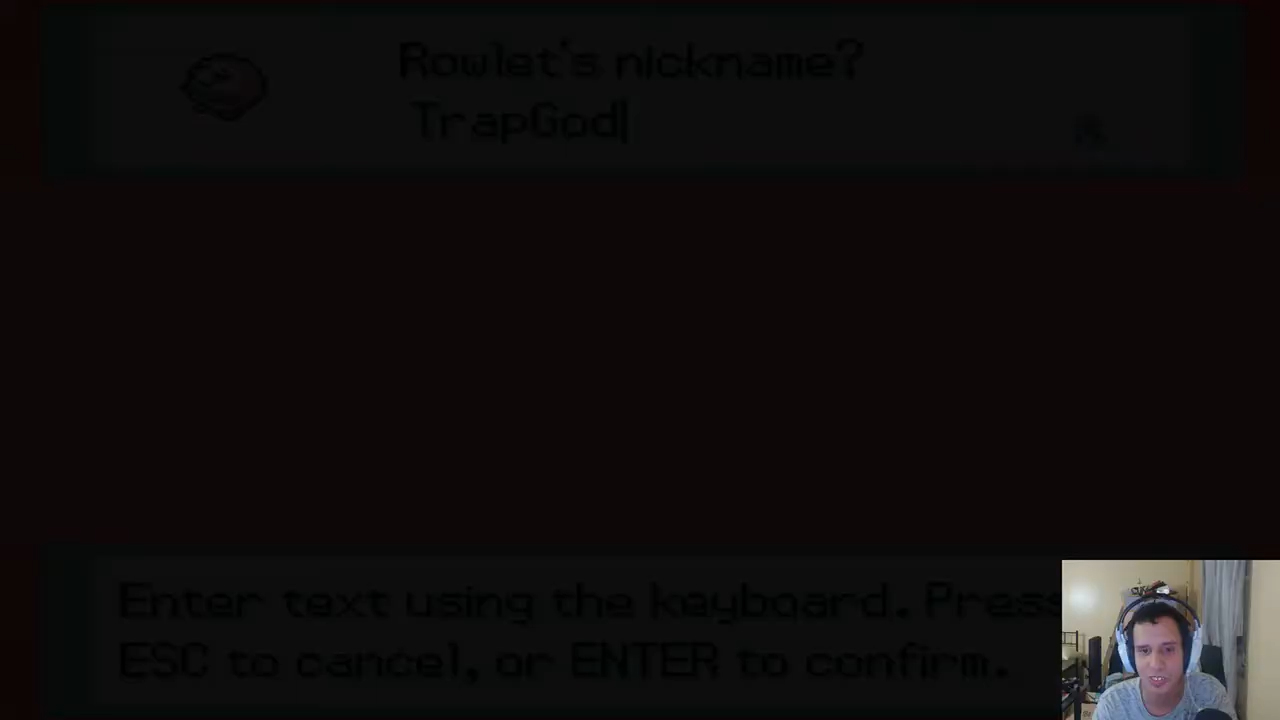 Rowlet's nickname?
TrapGod
Enter text using the keyboard. Press
ESC to cancel, or ENTER to confirm.